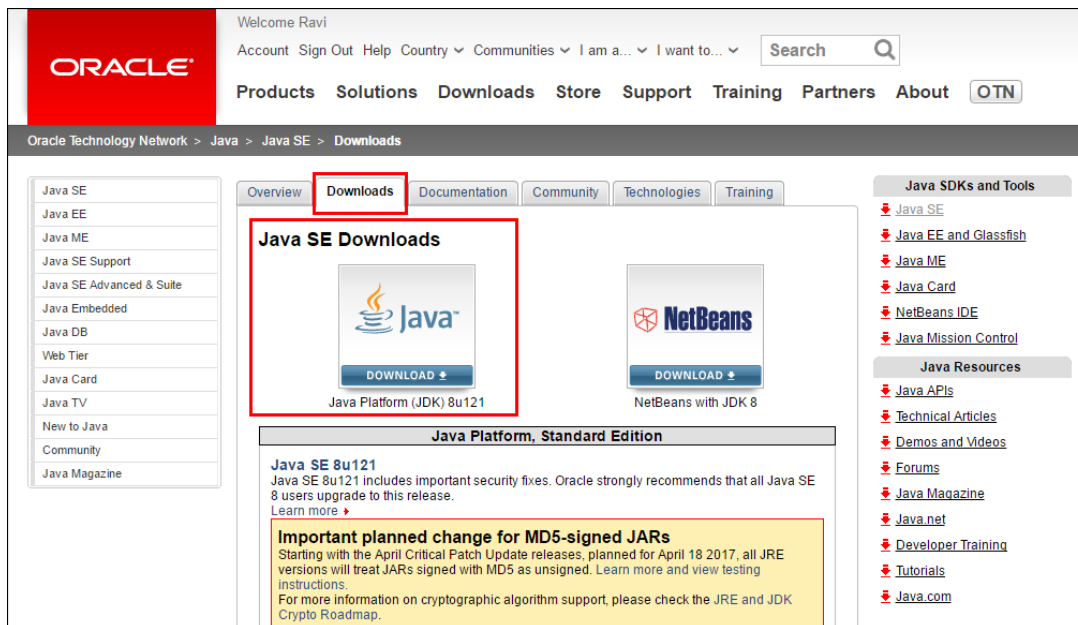 Welcome Ravi
Account Sign Out Help Country Communities I am a... I want to...
Search
ORACLE
Products Solutions Downloads Store Support Training Partners About OTN
Oracle Technology Network > Java > Java SE > Downloads
Java SE
Java EE
Java ME
Java SE Support
Java SE Advanced & Suite
Java Embedded
Java DB
Web Tier
Java Card
Java TV
New to Java
Community
Java Magazine
Overview Downloads Documentation Community Technologies Training
Java SE Downloads
Java
DOWNLOAD
Java Platform (JDK) 8u121
NetBeans
DOWNLOAD
NetBeans with JDK 8
Java Platform, Standard Edition
Java SE 8u121
Java SE 8u121 includes important security fixes. Oracle strongly recommends that all Java SE
8 users upgrade to this release.
Learn more
Important planned change for MD5-signed JARs
Starting with the April Critical Patch Update releases, planned for April 18 2017, all JRE
versions will treat JARs signed with MD5 as unsigned. Learn more and view testing
instructions.
For more information on cryptographic algorithm support, please check the JRE and JDK
Crypto Roadmap.
Java SDKs and Tools
Java SE
Java EE and Glassfish
Java ME
Java Card
NetBeans IDE
Java Mission Control
Java Resources
Java APIs
Technical Articles
Demos and Videos
Forums
Java Magazine
Java.net
Developer Training
Tutorials
Java.com